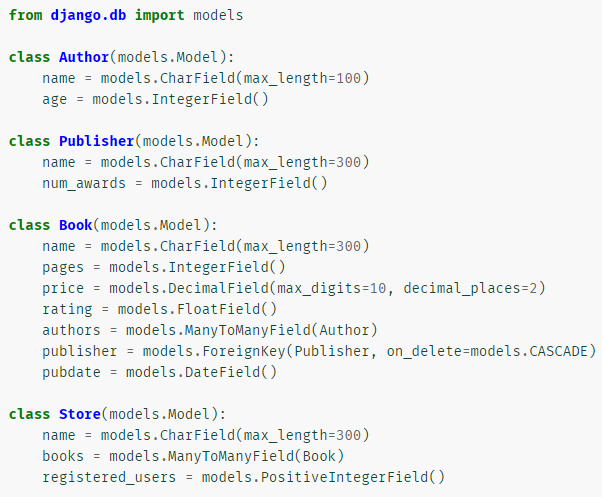 from django.db import models

class Author(models.Model):
    name = models.CharField(max_length=100)
    age = models.IntegerField()

class Publisher(models.Model):
    name = models.CharField(max_length=300)
    num_awards = models.IntegerField()

class Book(models.Model):
    name = models.CharField(max_length=300)
    pages = models.IntegerField()
    price = models.DecimalField(max_digits=10, decimal_places=2)
    rating = models.FloatField()
    authors = models.ManyToManyField(Author)
    publisher = models.ForeignKey(Publisher, on_delete=models.CASCADE)
    pubdate = models.DateField()

class Store(models.Model):
    name = models.CharField(max_length=300)
    books = models.ManyToManyField(Book)
    registered_users = models.PositiveIntegerField()